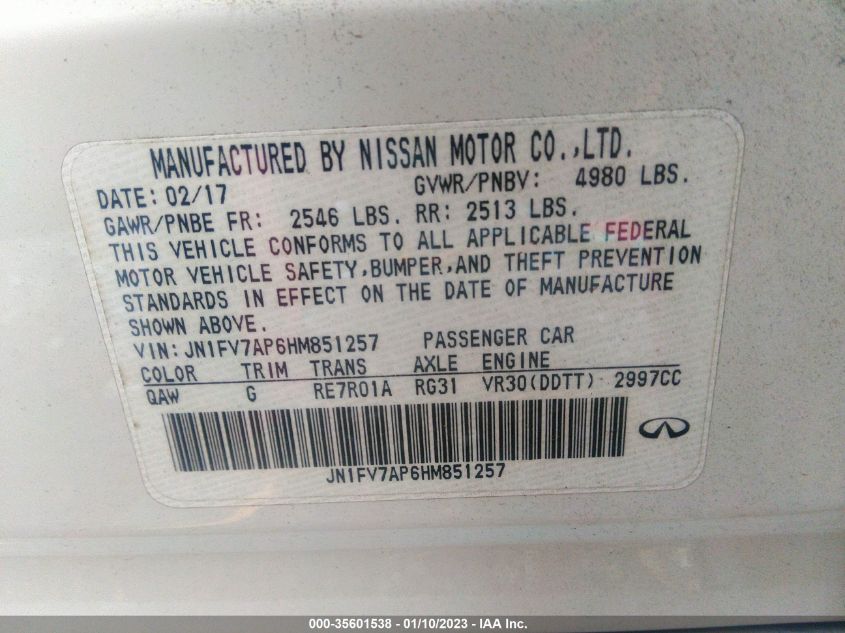 MANUFACTURED BY NISSAN MOTOR CO.,LTD.
DATE: 02/17 GVWR/PNBV: 4980 LBS.
GAWR/PNBE FR: 2546 LBS. RR: 2513 LBS.
THIS VEHICLE CONFORMS TO ALL APPLICABLE FEDERAL
MOTOR VEHICLE SAFETY,BUMPER,AND THEFT PREVENTION
STANDARDS IN EFFECT ON THE DATE OF MANUFACTURE
SHOWN ABOVE.
VIN:JN1FV7AP6HM851257 PASSENGER CAR
COLOR TRIM TRANS AXLE ENGINE
QAW G RE7R01A RG31 VR30(DDTT) 2997CC
JN1FV7AP6HM851257
000-35601538 - 01/10/2023 - IAA Inc.